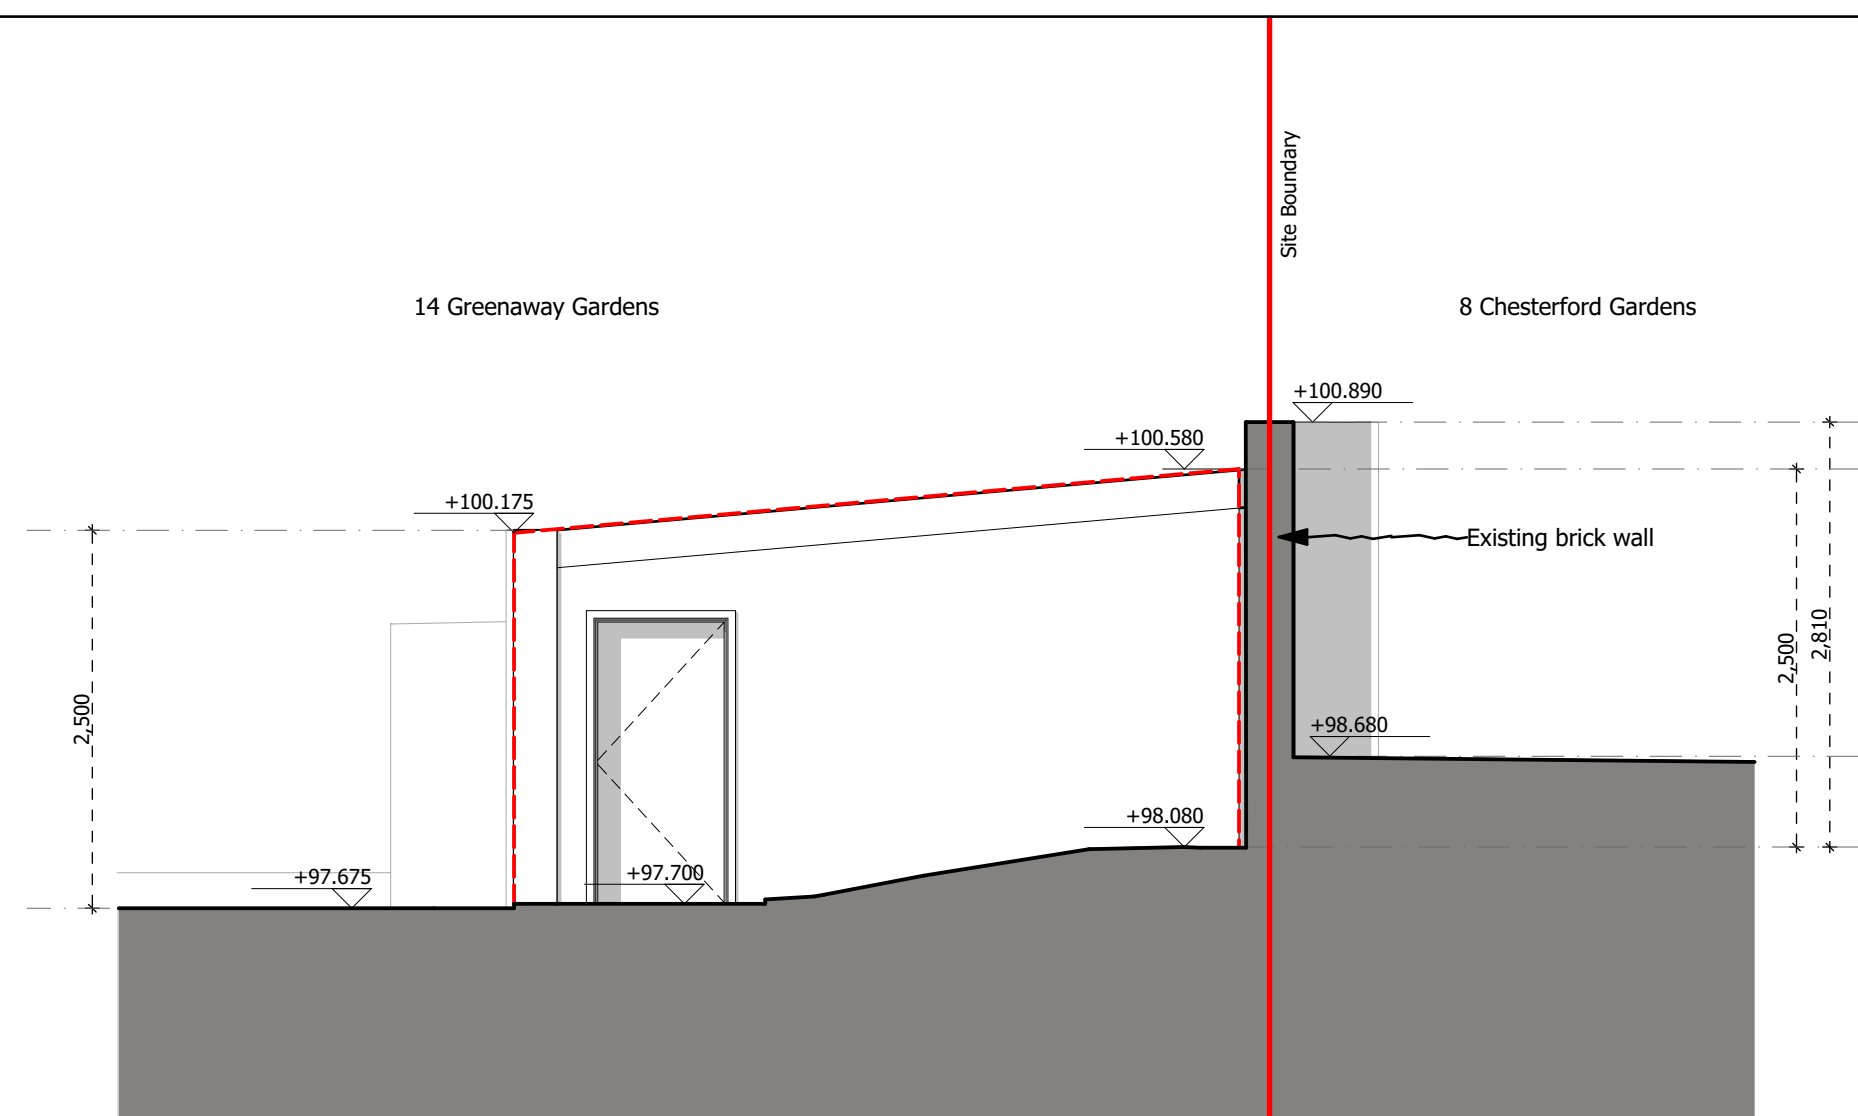 Site Boundary
14 Greenaway Gardens
8 Chesterford Gardens
+100.890
+100.580
+100.175
Existing brick wall
2,500
2,810
2,500
+98.680
+98.080
+97.675
+97.700